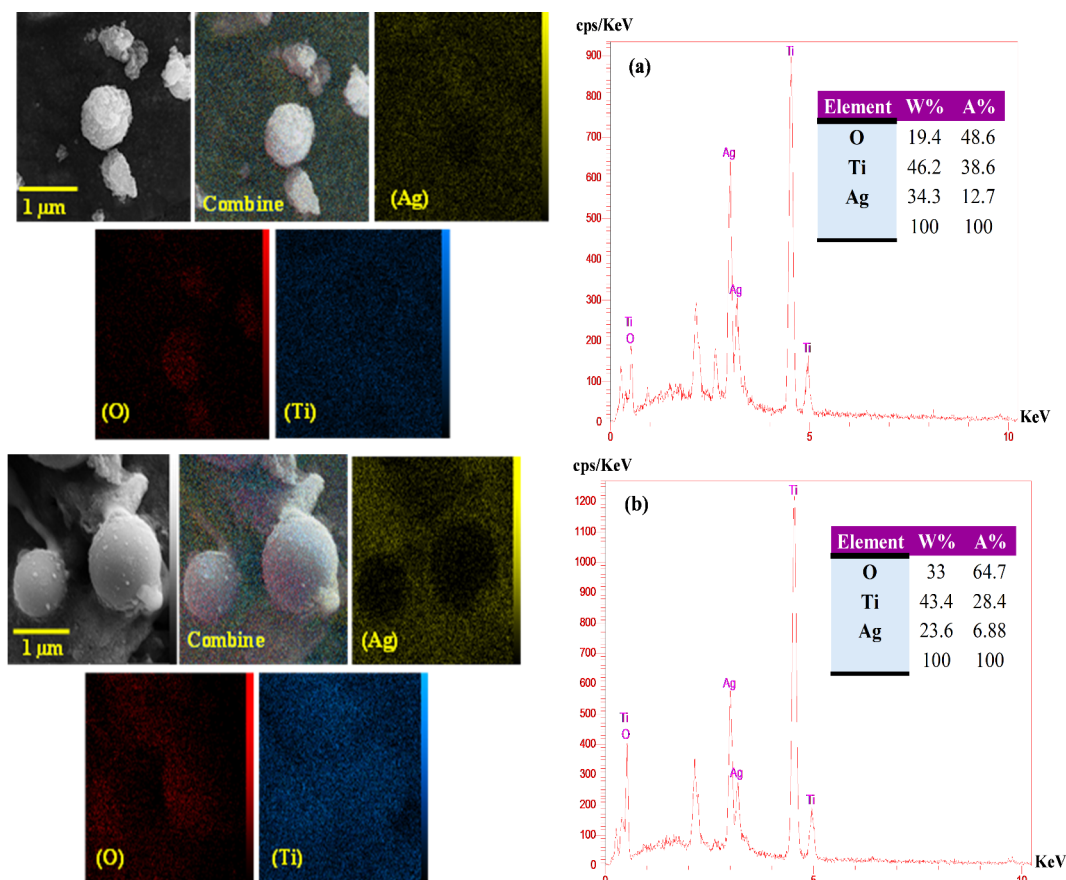 1 μm
Combine
(Ag)
(O)
(Ti)
cps/KeV
(a)
900
800
700
600
900
400
300
200
100
0
0
5
10
KeV
Ti
Ag
Ag
Ti
O
Ti
Element W% A%
O 19.4 48.6
Ti 46.2 38.6
Ag 34.3 12.7
100 100
1 μm
Combine
(Ag)
(O)
(Ti)
cps/KeV
(b)
1200
1100
1000
900
800
700
600
500
400
300
200
100
0
0
5
10
KeV
Ti
Ag
Ag
Ti
O
Ti
Element W% A%
O 33 64.7
Ti 43.4 28.4
Ag 23.6 6.88
100 100